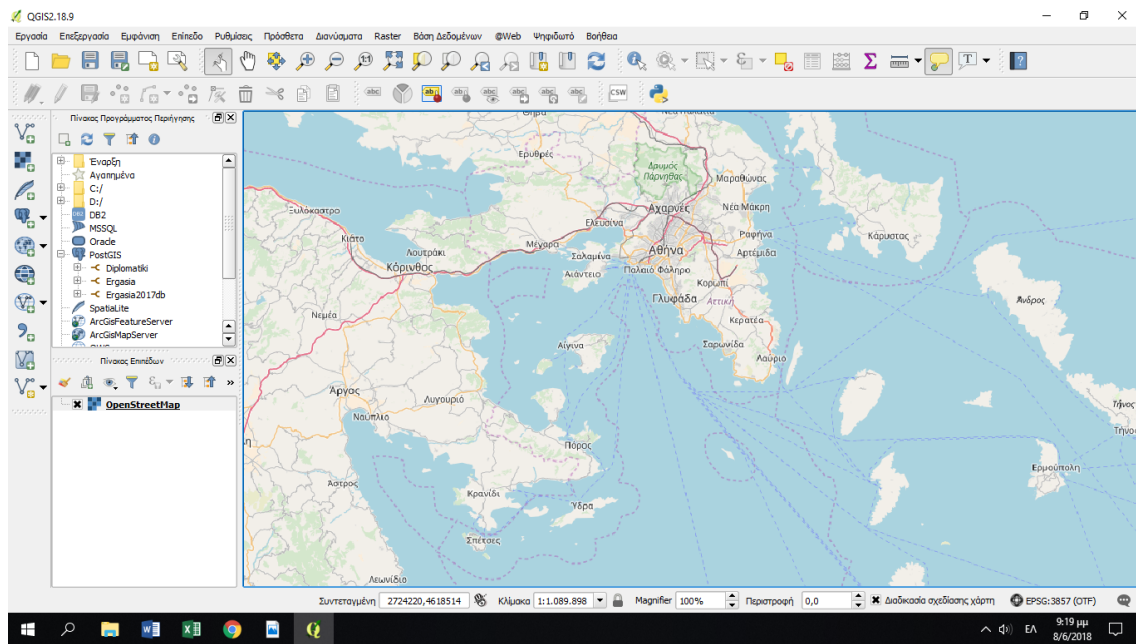 QGIS2.18.9
Εργασία Επεξεργασία Εμφάνιση Επίπεδο Ρυθμίσεις Πρόσθετα Διανύσματα Raster Βάση Δεδομένων @Web Ψηφιδωτό Βοήθεια
CSW
Πίνακας Προγράμματος Περιήγησης
Έναρξη
Αγαπημένα
C:/
D:/
DB2
MSSQL
Oracle
PostGIS
Diplomatiki
Ergasia
Ergasia2017db
SpatiaLite
ArcGisFeatureServer
ArcGisMapServer
Πίνακας Επιπέδων
OpenStreetMap
Ερυθρές
Δρυμός
Πάρνηθας
Μαραθώνας
Ξυλόκαστρο
Αχαρνές
Νέα Μάκρη
Ελευσίνα
Κιάτο
Μέγαρα
Ραφήνα
Κάρυστος
Λουτράκι
Αθήνα
Αρτέμιδα
Σαλαμίνα
Κόρινθος
Αιάντειο
Παλαιό Φάληρο
Κορωπί
Γλυφάδα
Αττική
Άνδρος
Νεμέα
Κερατέα
Αίγινα
Σαρωνίδα
Λαύριο
Άργος
Λυγουριό
Τήνος
Ναύπλιο
Τήνο
Πόρος
Ερμούπολη
Άστρος
Κρανίδι
Ύδρα
Σπέτσες
Λεωνίδιο
Συντεταγμένη 2724220,4618514 Κλίμακα 1:1.089.898 Magnifier 100% Περιστροφή 0,0 Διαδικασία σχεδίασης χάρτη EPSG:3857 (OTF)
ΕΛ 9:19 μμ
8/6/2018